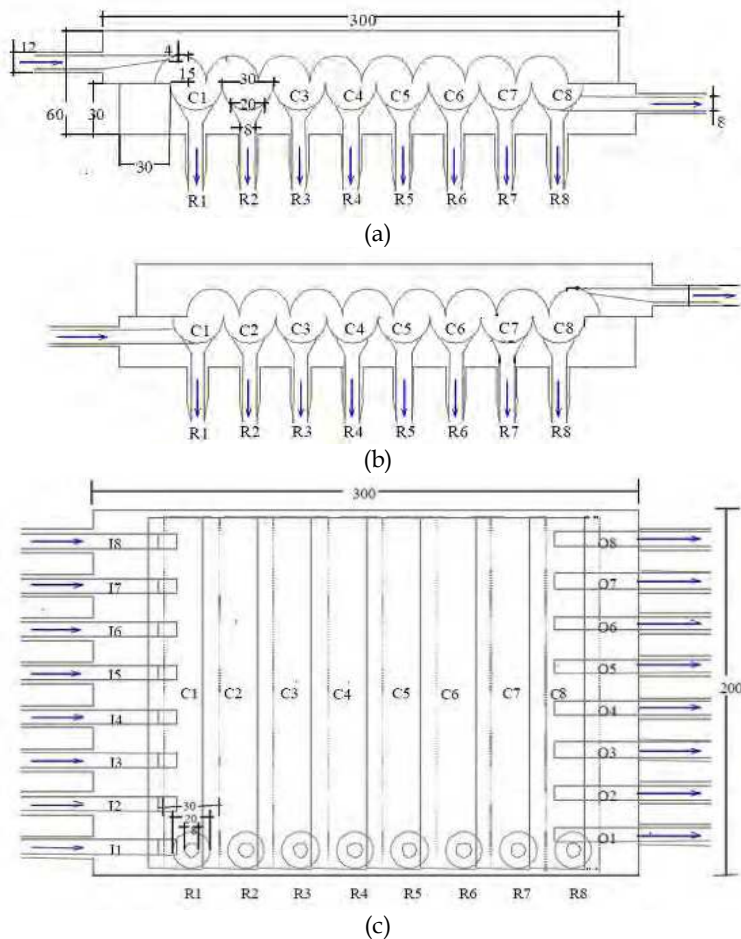 300
12
4
15
30
C1 C3 C4 C5 C6 C7 C8
20
60
30
8
8
30
R1 R2 R3 R4 R5 R6 R7 R8
(a)
C1 C2 C3 C4 C5 C6 C7 C8
R1 R2 R3 R4 R5 R6 R7 R8
(b)
300
I8 O8
I7 O7
I6 O6
I5 O5
C1 C2 C3 C4 C5 C6 C7 C8
200
I4 O4
I3 O3
I2 O2
30
20
8
I1 O1
R1 R2 R3 R4 R5 R6 R7 R8
(c)